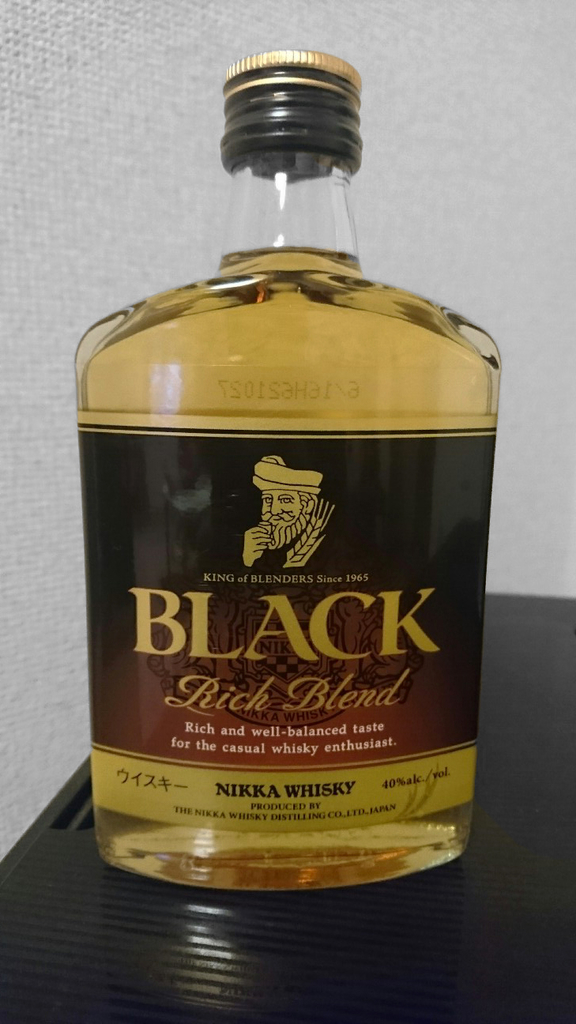 6/16H621027
KING of BLENDERS Since 1965
BLACK
NIKKA
Rich Blend
NIKKA WHISKY
Rich and well-balanced taste
for the casual whisky enthusiast.
ウイスキー NIKKA WHISKY 40%alc./vol.
PRODUCED BY
THE NIKKA WHISKY DISTILLING CO.,LTD.,JAPAN